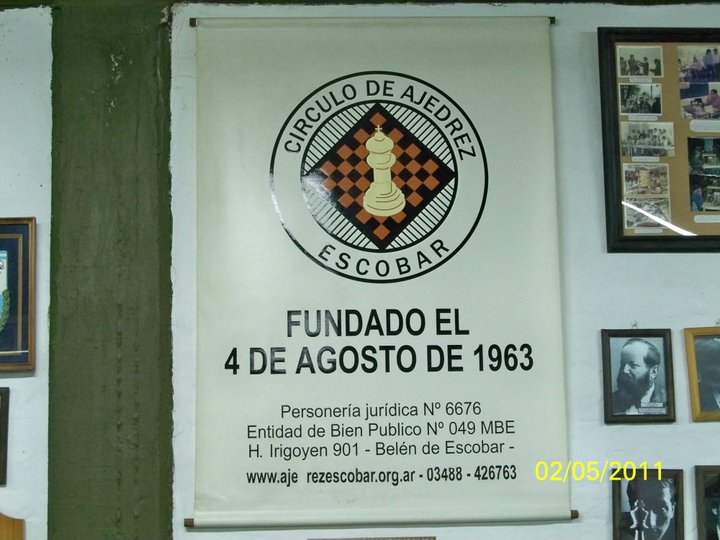 CIRCULO DE AJEDREZ
ESCOBAR
FUNDADO EL
4 DE AGOSTO DE 1963
Personería jurídica Nº 6676
Entidad de Bien Publico Nº 049 MBE
H. Irigoyen 901 - Belén de Escobar -
www.aje rezescobar.org.ar - 03488 - 426763
02/05/2011